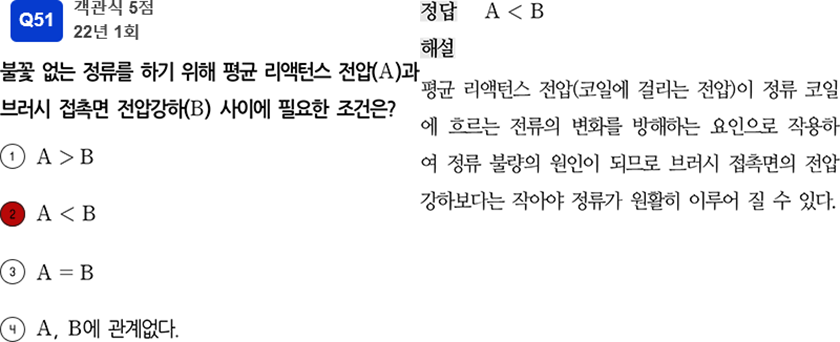 Q51
객관식 5점
22년 1회
불꽃 없는 정류를 하기 위해 평균 리액턴스 전압(A)과
브러시 접촉면 전압강하(B) 사이에 필요한 조건은?
① A > B
② A < B
③ A = B
④ A, B에 관계없다.
정답 A < B
해설
평균 리액턴스 전압(코일에 걸리는 전압)이 정류 코일
에 흐르는 전류의 변화를 방해하는 요인으로 작용하
여 정류 불량의 원인이 되므로 브러시 접촉면의 전압
강하보다는 작아야 정류가 원활히 이루어 질 수 있다.